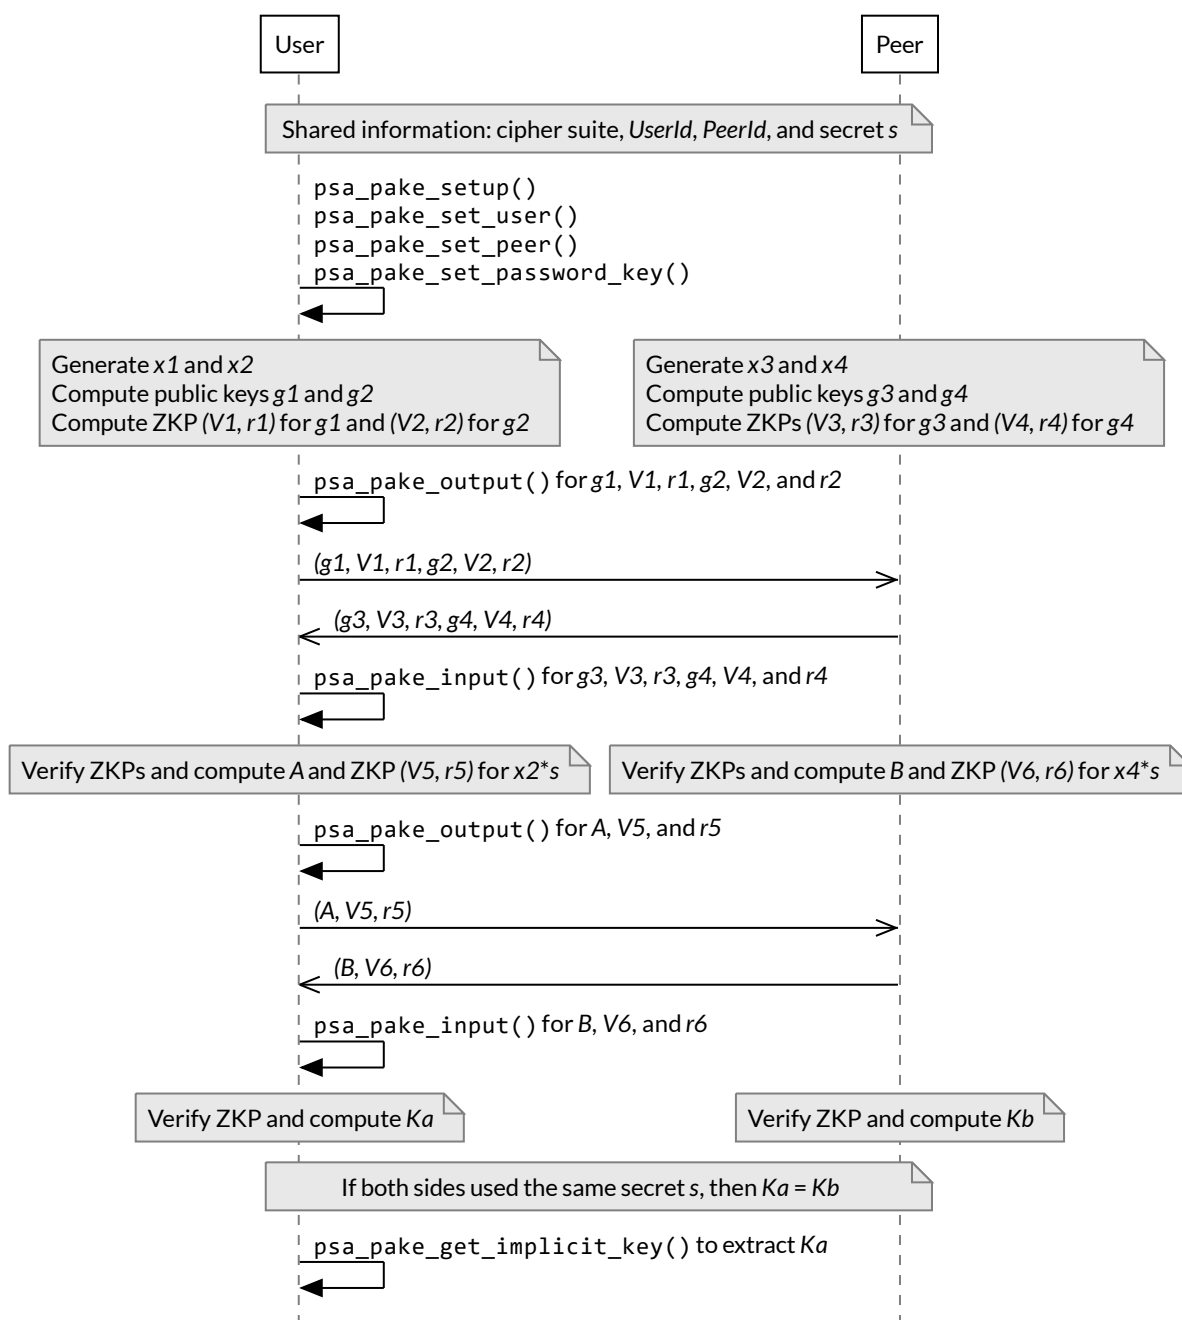 User
Peer
Shared information: cipher suite, UserId, PeerId, and secret s
psa_pake_setup()
psa_pake_set_user()
psa_pake_set_peer()
psa_pake_set_password_key()
Generate x1 and x2
Compute public keys g1 and g2
Compute ZKP (V1, r1) for g1 and (V2, r2) for g2
Generate x3 and x4
Compute public keys g3 and g4
Compute ZKPs (V3, r3) for g3 and (V4, r4) for g4
psa_pake_output() for g1, V1, r1, g2, V2, and r2
(g1, V1, r1, g2, V2, r2)
(g3, V3, r3, g4, V4, r4)
psa_pake_input() for g3, V3, r3, g4, V4, and r4
Verify ZKPs and compute A and ZKP (V5, r5) for x2*s
Verify ZKPs and compute B and ZKP (V6, r6) for x4*s
psa_pake_output() for A, V5, and r5
(A, V5, r5)
(B, V6, r6)
psa_pake_input() for B, V6, and r6
Verify ZKP and compute Ka
Verify ZKP and compute Kb
If both sides used the same secret s, then Ka = Kb
psa_pake_get_implicit_key() to extract Ka